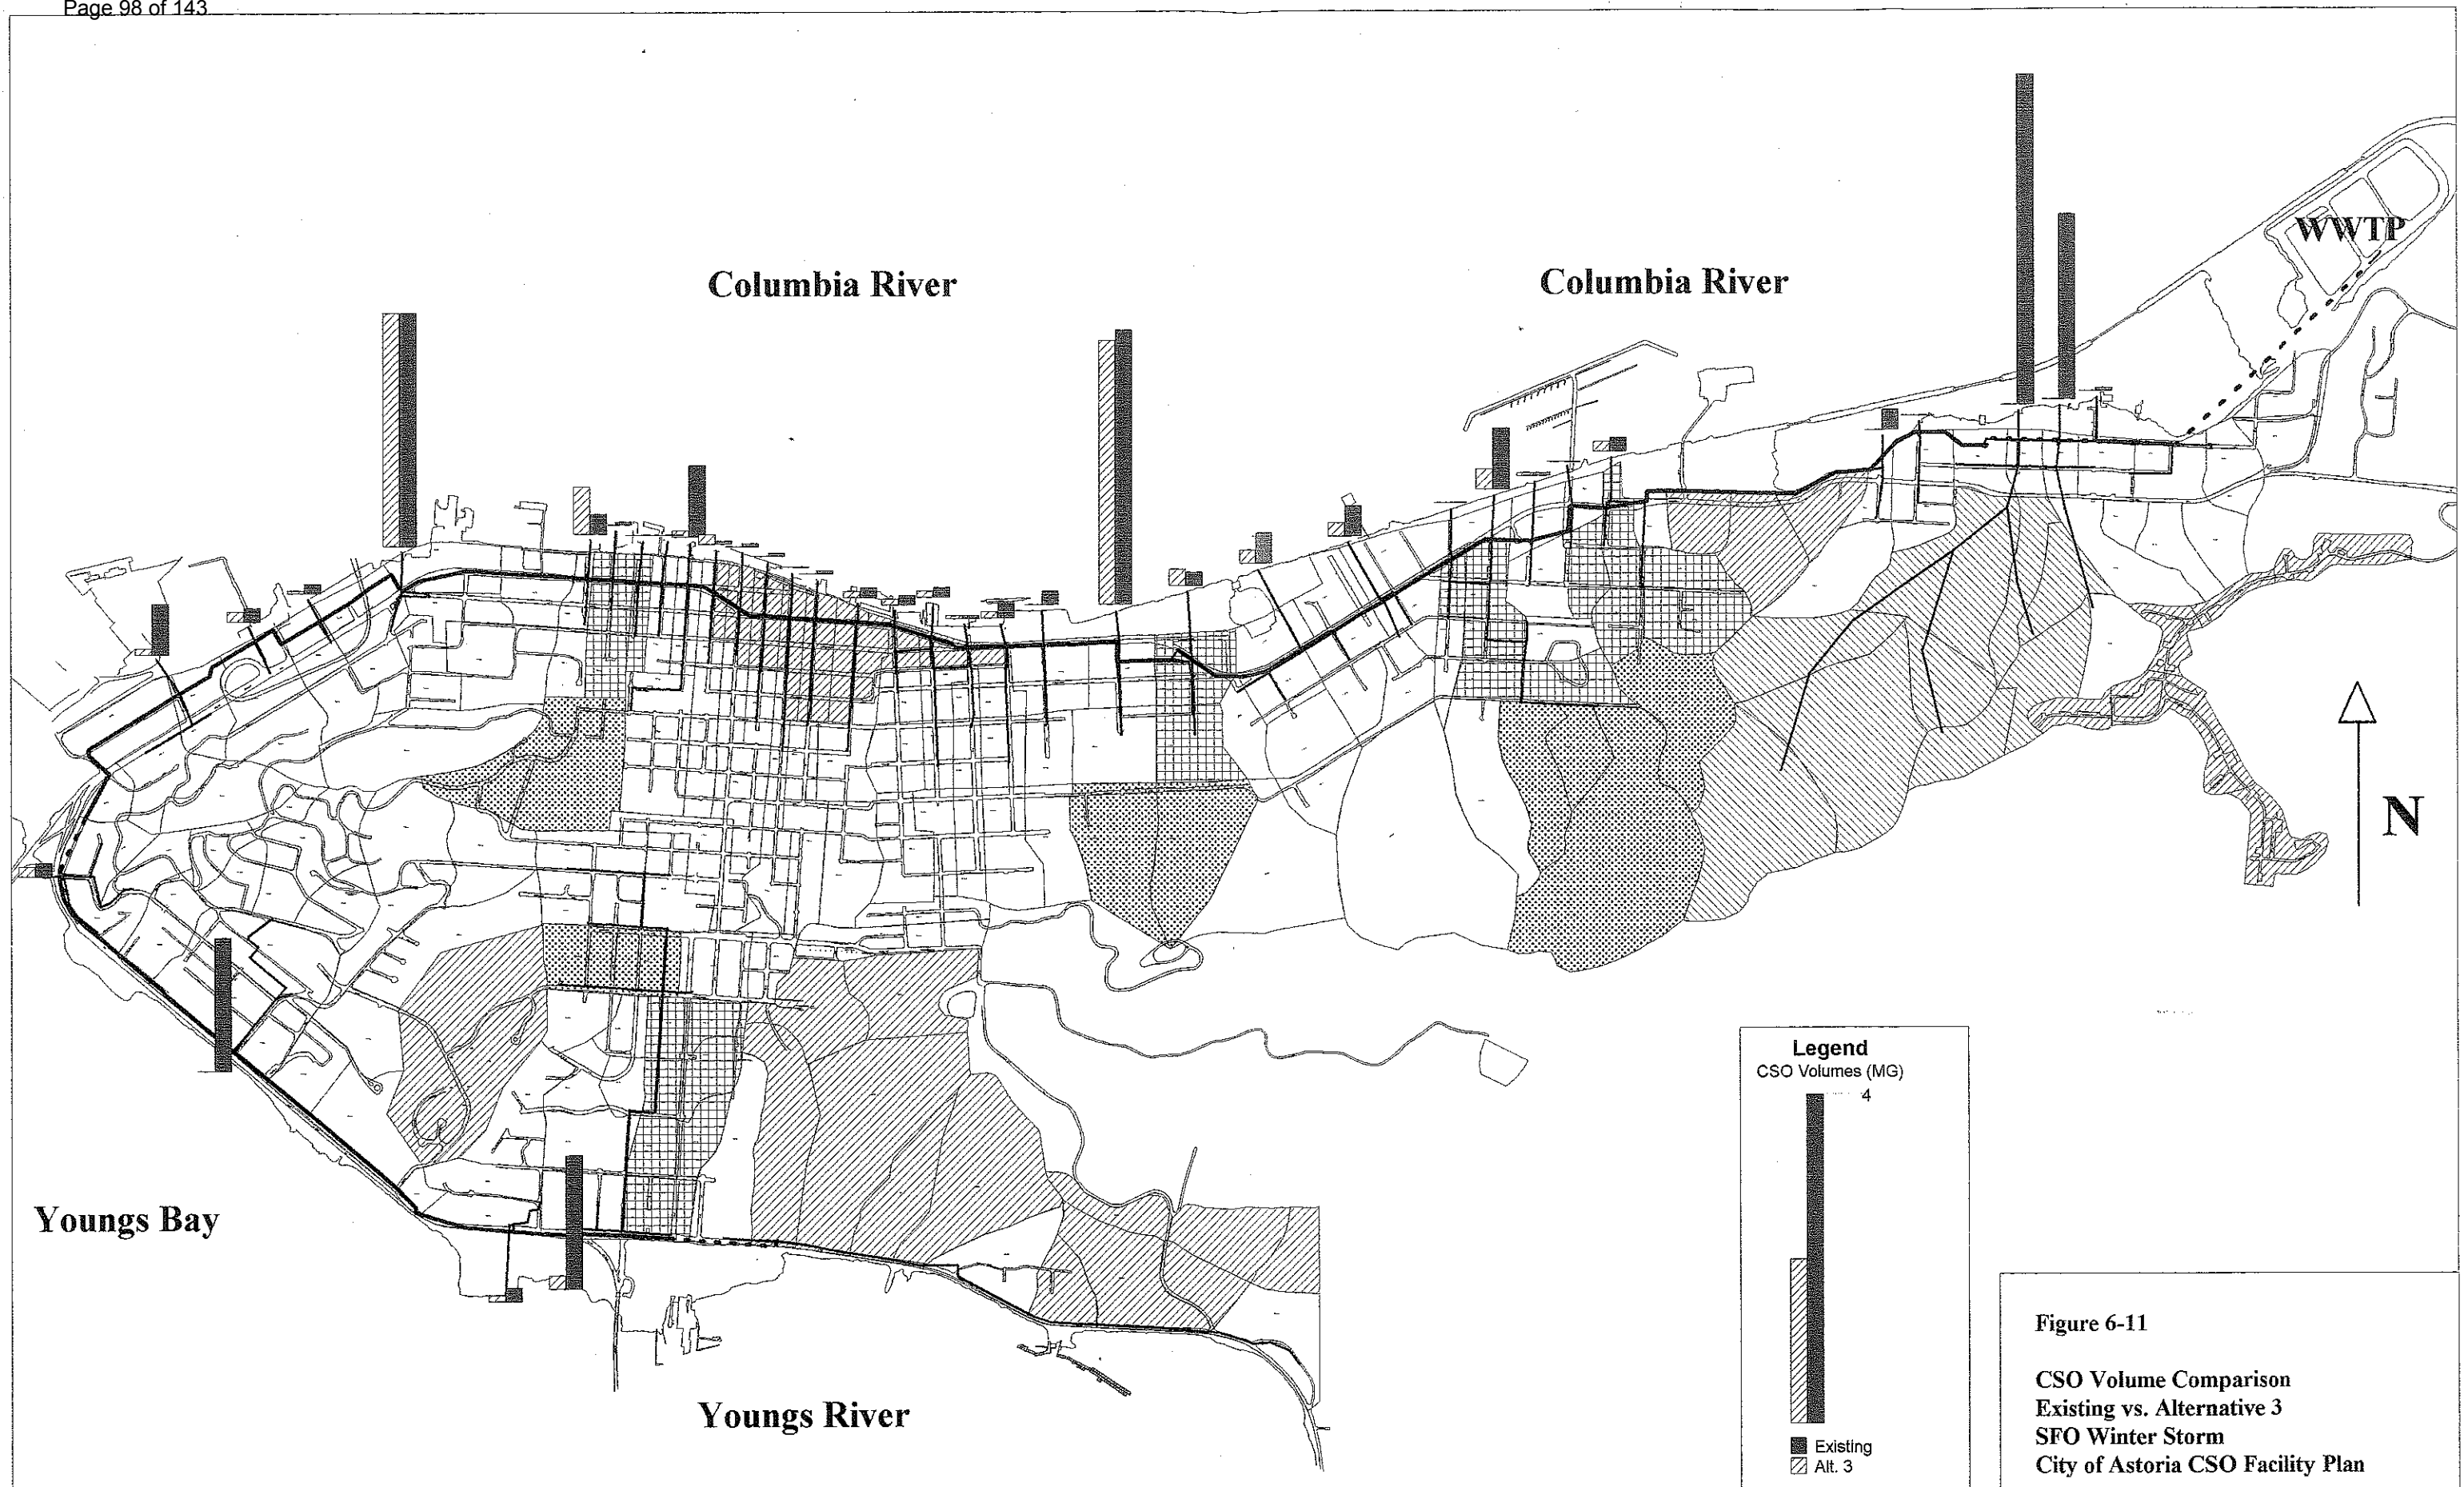 Page 98 of 143
WWTP
Columbia River
Columbia River
N
Legend
CSO Volumes (MG)
4
Existing
Alt. 3
Youngs Bay
Youngs River
Figure 6-11
CSO Volume Comparison
Existing vs. Alternative 3
SFO Winter Storm
City of Astoria CSO Facility Plan